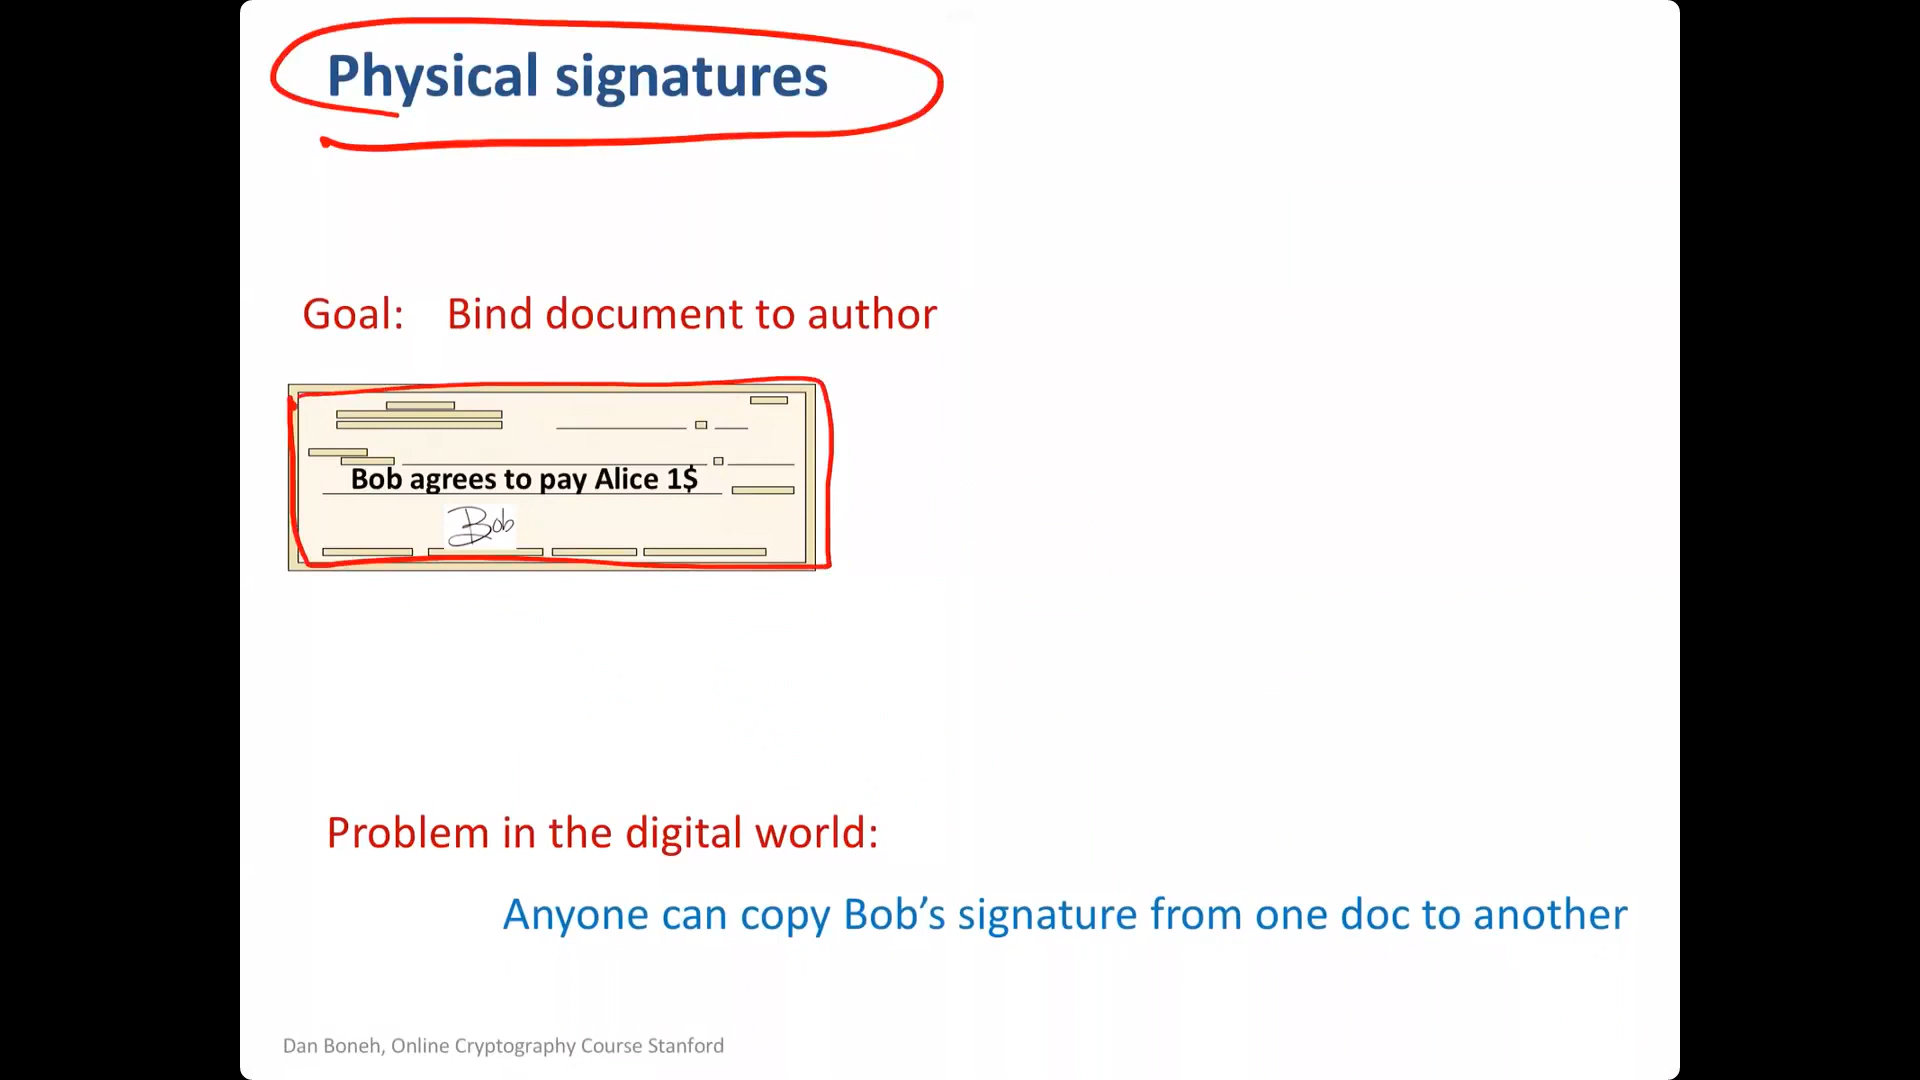 Physical signatures
Goal: Bind document to author
Bob agrees to pay Alice 1$
Bob
Problem in the digital world:
Anyone can copy Bob’s signature from one doc to another
Dan Boneh, Online Cryptography Course Stanford